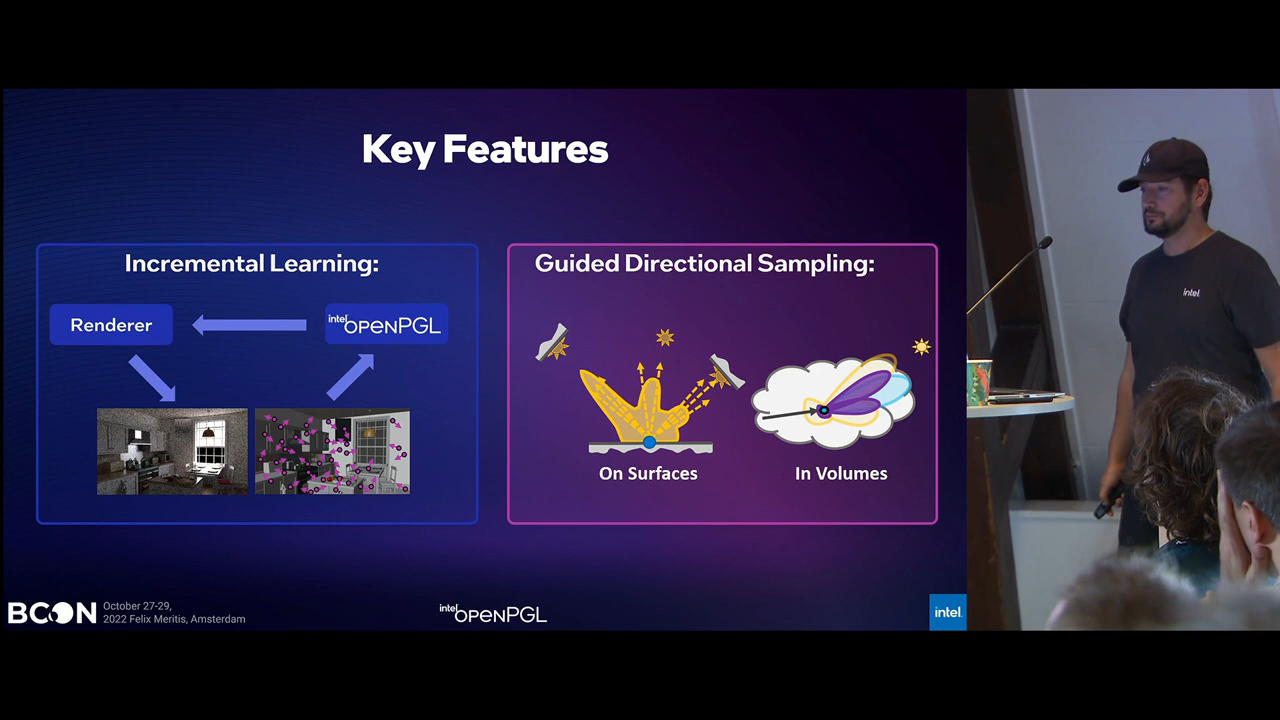 Key Features
Incremental Learning:
Renderer
intel openPGL
Guided Directional Sampling:
On Surfaces
In Volumes
BCON
October 27-29,
2022 Felix Meritis, Amsterdam
intel openPGL
intel.
intel